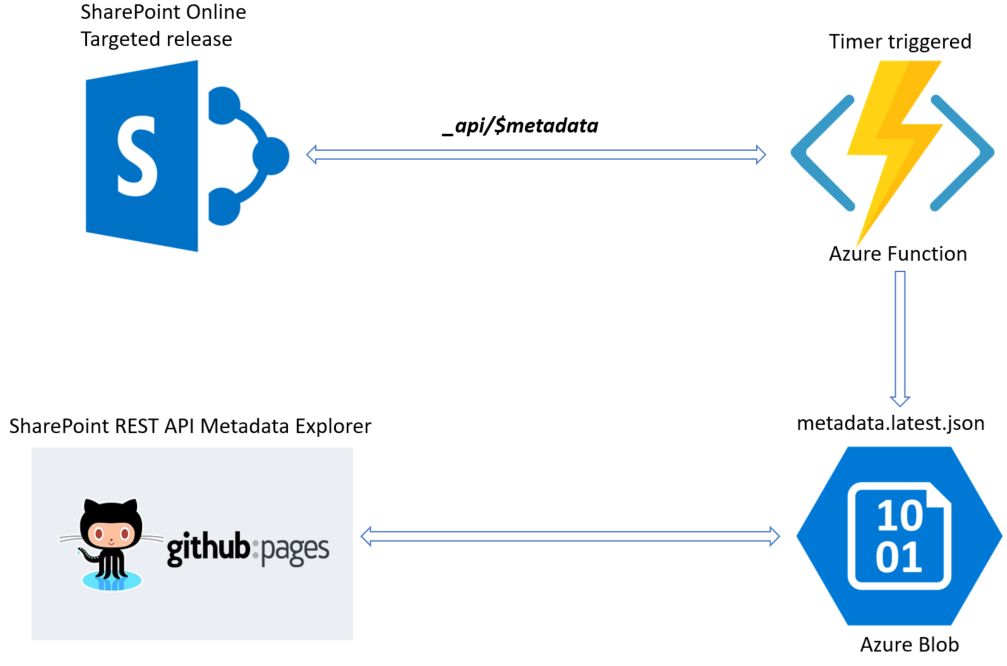 SharePoint Online
Targeted release
Timer triggered
S
_api/$metadata
Azure Function
SharePoint REST API Metadata Explorer
metadata.latest.json
github:pages
10
01
Azure Blob